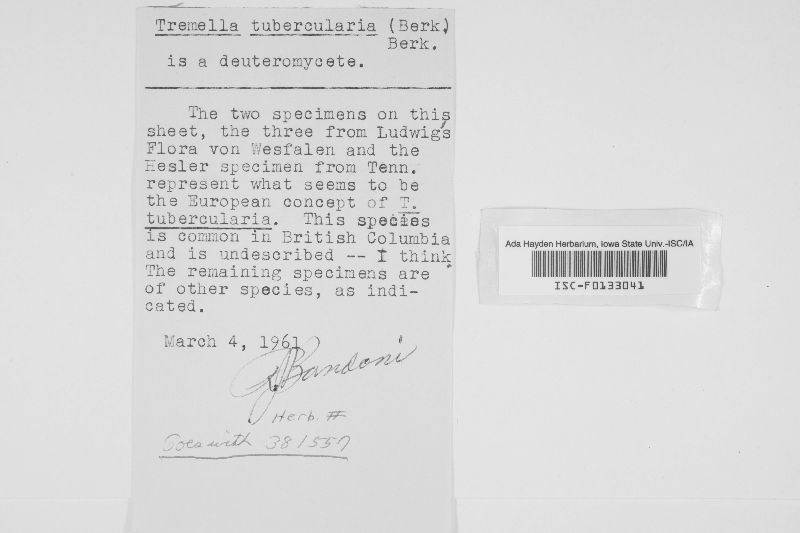 Tremella tubercularia (Berk.)
Berk.
is a deuteromycete.
The two specimens on this
sheet, the three from Ludwig's
Flora von Wesfalen and the
Hesler specimen from Tenn.
represent what seems to be
the European concept of T.
tubercularia. This species
is common in British Columbia
and is undescribed -- I think.
The remaining specimens are
of other species, as indi-
cated.
March 4, 1961
RJBandoni
Herb. #
Goes with 381557
Ada Hayden Herbarium, Iowa State Univ.-ISC/IA
ISC-F0133041